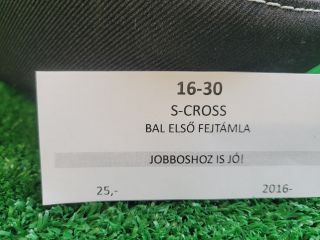 16-30
S-CROSS
BAL ELSŐ FEJTÁMLA
JOBBOSHOZ IS JÓ!
25,- 2016-